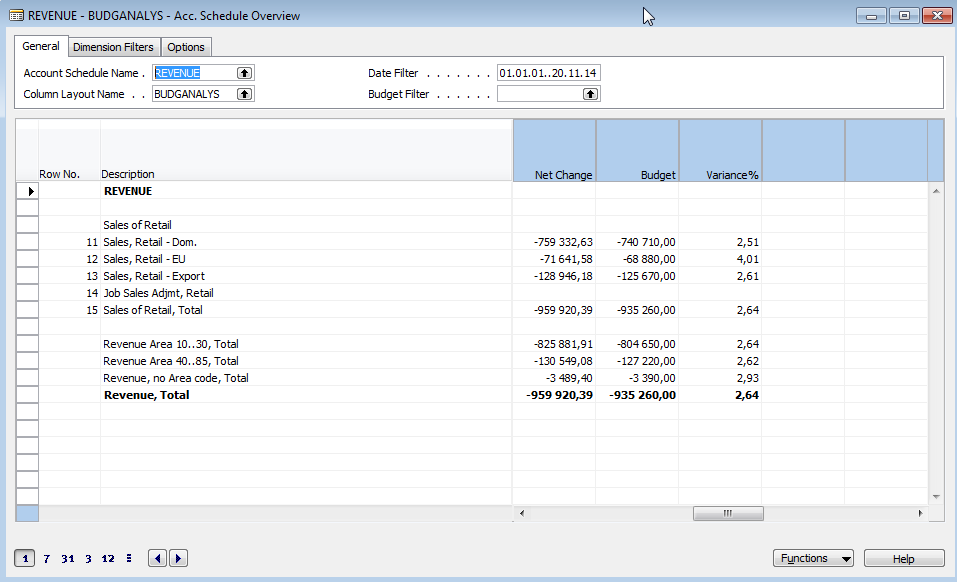 REVENUE - BUDGANALYS - Acc. Schedule Overview
General Dimension Filters Options
Account Schedule Name . REVENUE Date Filter . . . . . . . 01.01.01..20.11.14
Column Layout Name . . BUDGANALYS Budget Filter . . . . . .
Row No. Description Net Change Budget Variance%
REVENUE
Sales of Retail
11 Sales, Retail - Dom. -759 332,63 -740 710,00 2,51
12 Sales, Retail - EU -71 641,58 -68 880,00 4,01
13 Sales, Retail - Export -128 946,18 -125 670,00 2,61
14 Job Sales Adjmt, Retail
15 Sales of Retail, Total -959 920,39 -935 260,00 2,64
Revenue Area 10..30, Total -825 881,91 -804 650,00 2,64
Revenue Area 40..85, Total -130 549,08 -127 220,00 2,62
Revenue, no Area code, Total -3 489,40 -3 390,00 2,93
Revenue, Total -959 920,39 -935 260,00 2,64
1 7 31 3 12 Functions Help